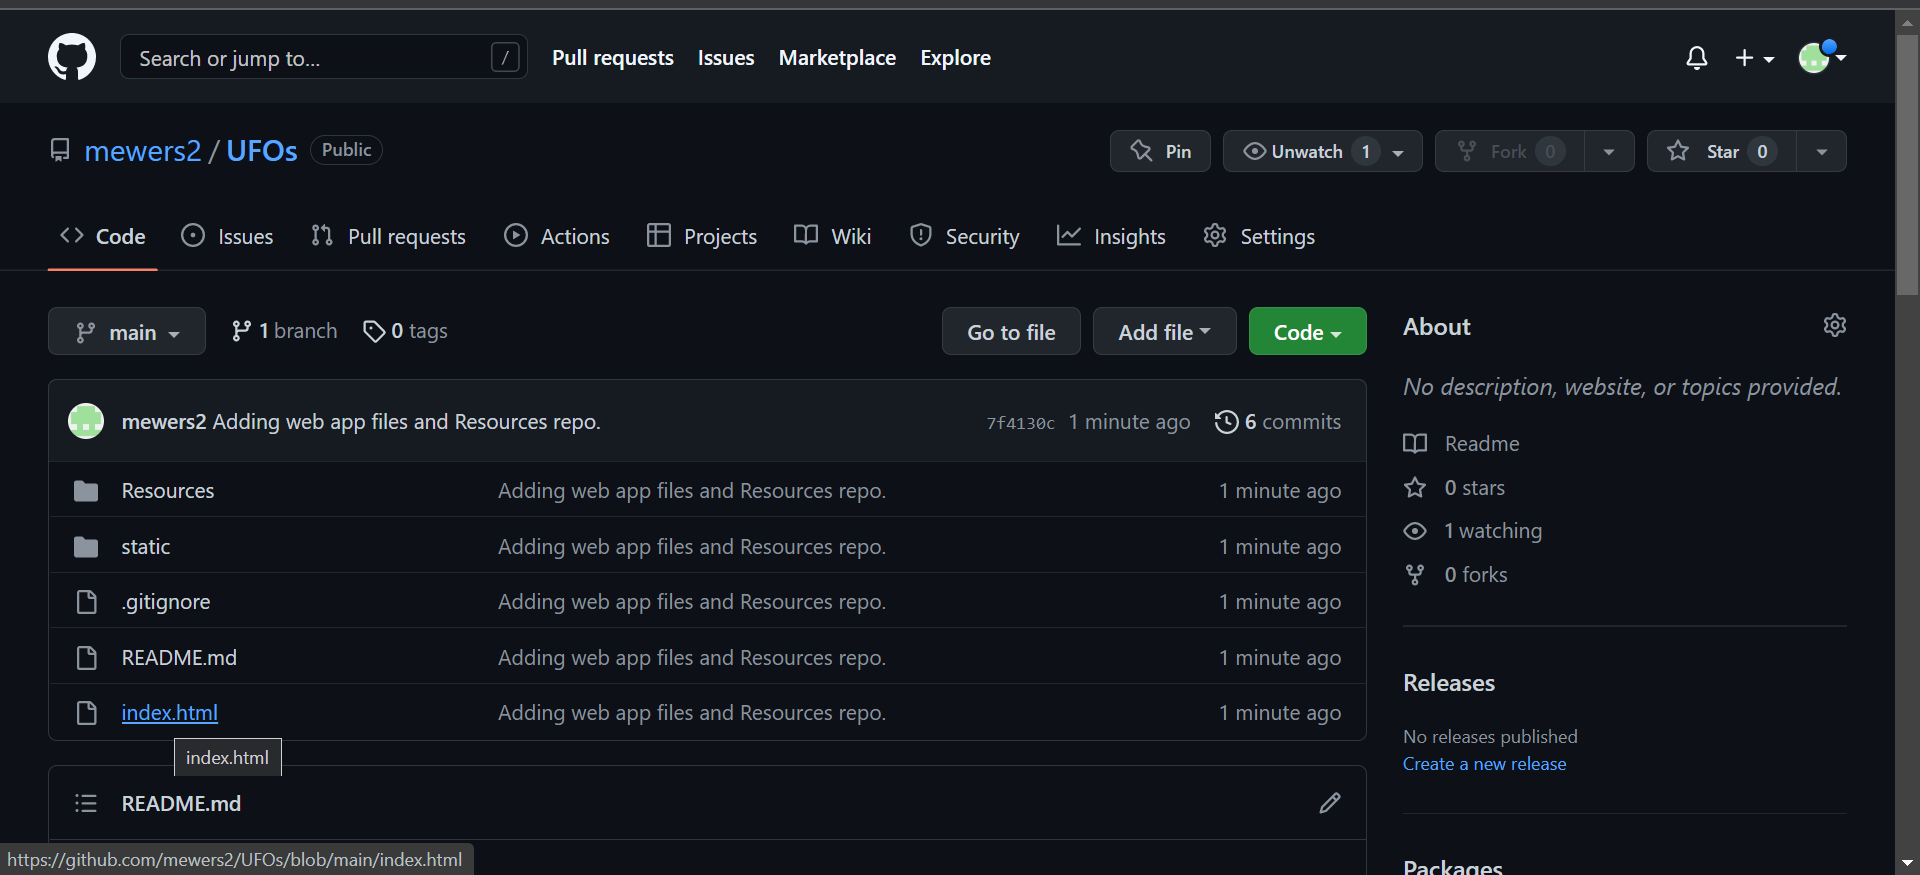 Search or jump to... / Pull requests Issues Marketplace Explore
mewers2 / UFOs Public Pin Unwatch 1 Fork 0 Star 0
Code Issues Pull requests Actions Projects Wiki Security Insights Settings
main 1 branch 0 tags Go to file Add file Code
mewers2 Adding web app files and Resources repo. 7f4130c 1 minute ago 6 commits
Resources Adding web app files and Resources repo. 1 minute ago
static Adding web app files and Resources repo. 1 minute ago
.gitignore Adding web app files and Resources repo. 1 minute ago
README.md Adding web app files and Resources repo. 1 minute ago
index.html Adding web app files and Resources repo. 1 minute ago
index.html
README.md
About
No description, website, or topics provided.
Readme
0 stars
1 watching
0 forks
Releases
No releases published
Create a new release
Packages
https://github.com/mewers2/UFOs/blob/main/index.html